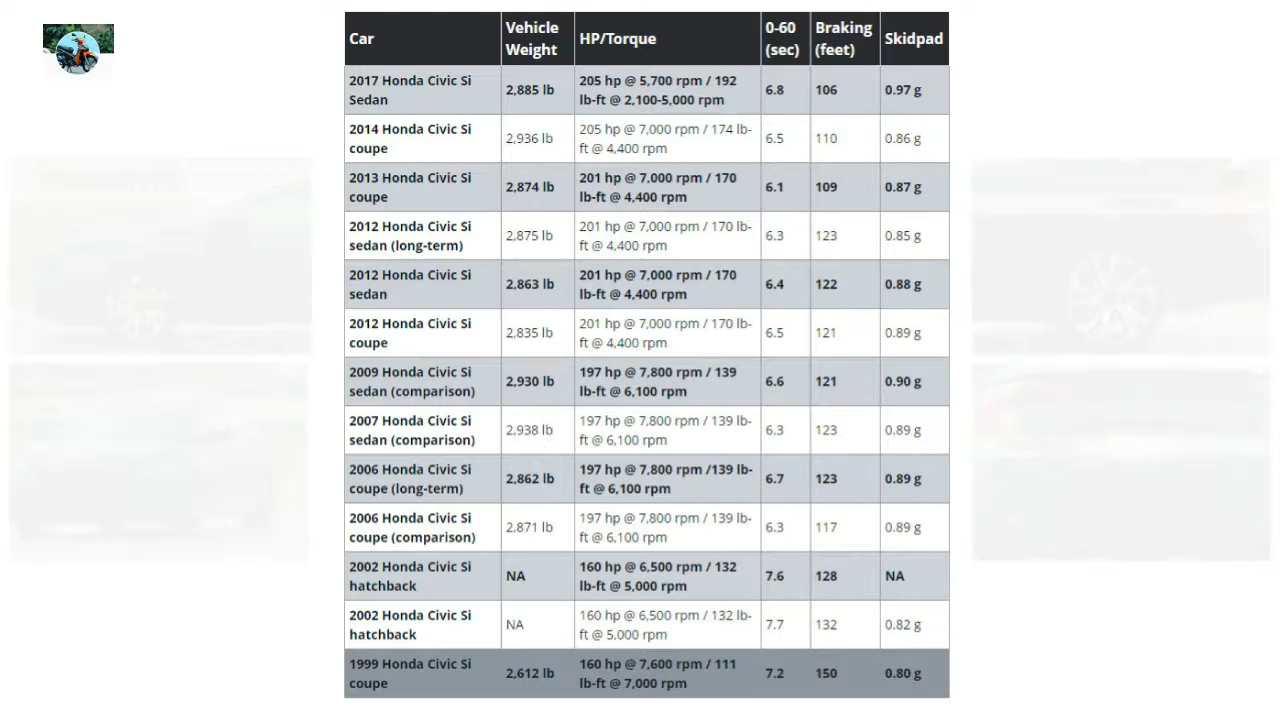 Car Vehicle Weight HP/Torque 0-60 (sec) Braking (feet) Skidpad
2017 Honda Civic Si Sedan 2,885 lb 205 hp @ 5,700 rpm / 192 lb-ft @ 2,100-5,000 rpm 6.8 106 0.97 g
2014 Honda Civic Si coupe 2,936 lb 205 hp @ 7,000 rpm / 174 lb-ft @ 4,400 rpm 6.5 110 0.86 g
2013 Honda Civic Si coupe 2,874 lb 201 hp @ 7,000 rpm / 170 lb-ft @ 4,400 rpm 6.1 109 0.87 g
2012 Honda Civic Si sedan (long-term) 2,875 lb 201 hp @ 7,000 rpm / 170 lb-ft @ 4,400 rpm 6.3 123 0.85 g
2012 Honda Civic Si sedan 2,863 lb 201 hp @ 7,000 rpm / 170 lb-ft @ 4,400 rpm 6.4 122 0.88 g
2012 Honda Civic Si coupe 2,835 lb 201 hp @ 7,000 rpm / 170 lb-ft @ 4,400 rpm 6.5 121 0.89 g
2009 Honda Civic Si sedan (comparison) 2,930 lb 197 hp @ 7,800 rpm / 139 lb-ft @ 6,100 rpm 6.6 121 0.90 g
2007 Honda Civic Si sedan (comparison) 2,938 lb 197 hp @ 7,800 rpm / 139 lb-ft @ 6,100 rpm 6.3 123 0.89 g
2006 Honda Civic Si coupe (long-term) 2,862 lb 197 hp @ 7,800 rpm /139 lb-ft @ 6,100 rpm 6.7 123 0.89 g
2006 Honda Civic Si coupe (comparison) 2,871 lb 197 hp @ 7,800 rpm / 139 lb-ft @ 6,100 rpm 6.3 117 0.89 g
2002 Honda Civic Si hatchback NA 160 hp @ 6,500 rpm / 132 lb-ft @ 5,000 rpm 7.6 128 NA
2002 Honda Civic Si hatchback NA 160 hp @ 6,500 rpm / 132 lb-ft @ 5,000 rpm 7.7 132 0.82 g
1999 Honda Civic Si coupe 2,612 lb 160 hp @ 7,600 rpm / 111 lb-ft @ 7,000 rpm 7.2 150 0.80 g